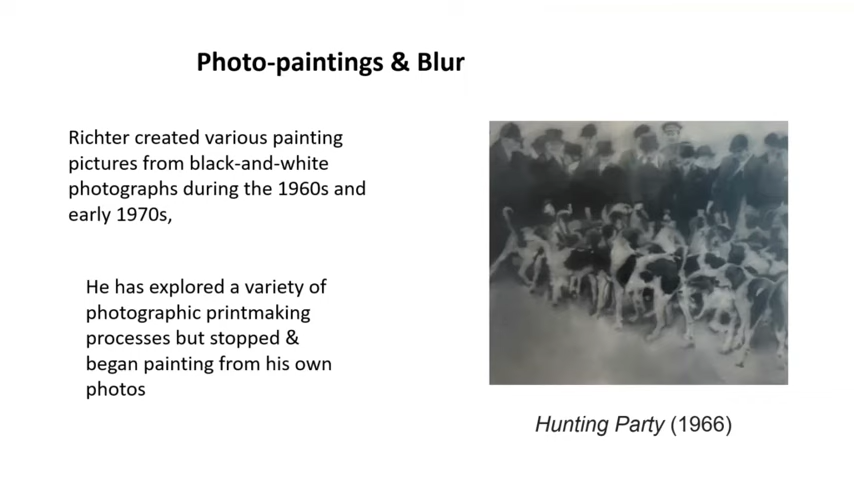 Photo-paintings & Blur
Richter created various painting
pictures from black-and-white
photographs during the 1960s and
early 1970s,
He has explored a variety of
photographic printmaking
processes but stopped &
began painting from his own
photos
Hunting Party (1966)